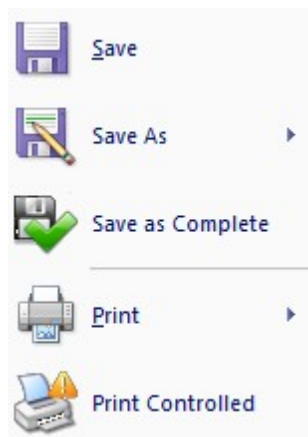 Save
Save As
Save as Complete
Print
Print Controlled